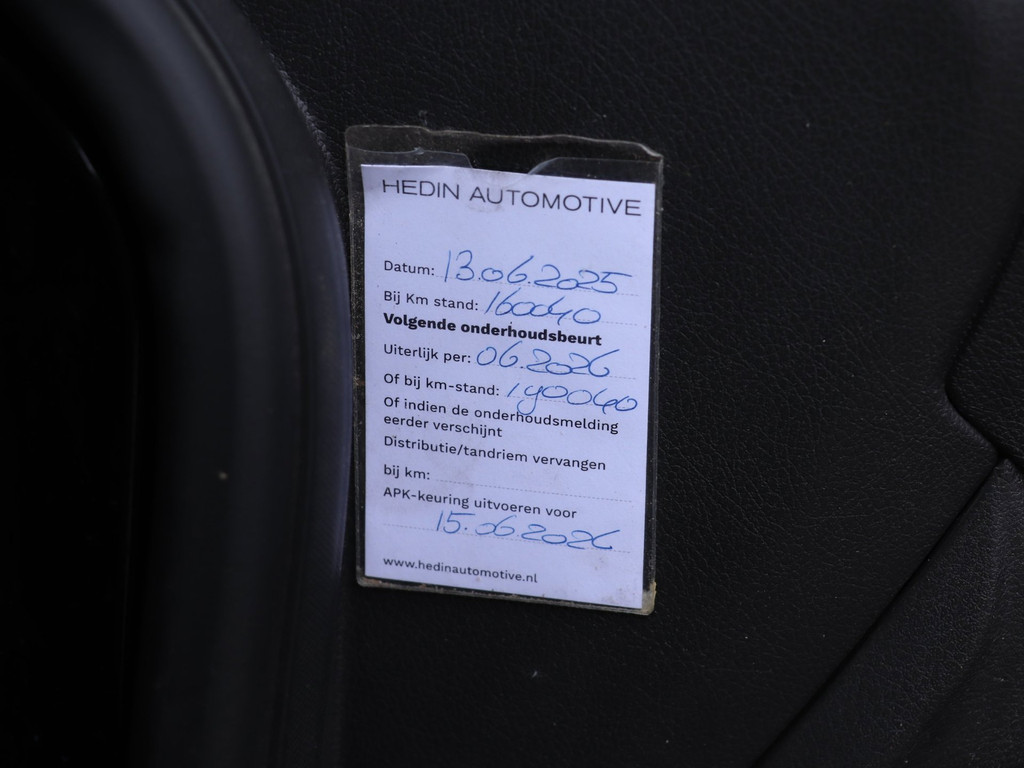 HEDIN AUTOMOTIVE
Datum: 13.06.2025
Bij Km stand: 160040
Volgende onderhoudsbeurt
Uiterlijk per: 06.2026
Of bij km-stand: 190040
Of indien de onderhoudsmelding
eerder verschijnt
Distributie/tandriem vervangen
bij km:
APK-keuring uitvoeren voor
15.06.2026
www.hedinautomotive.nl